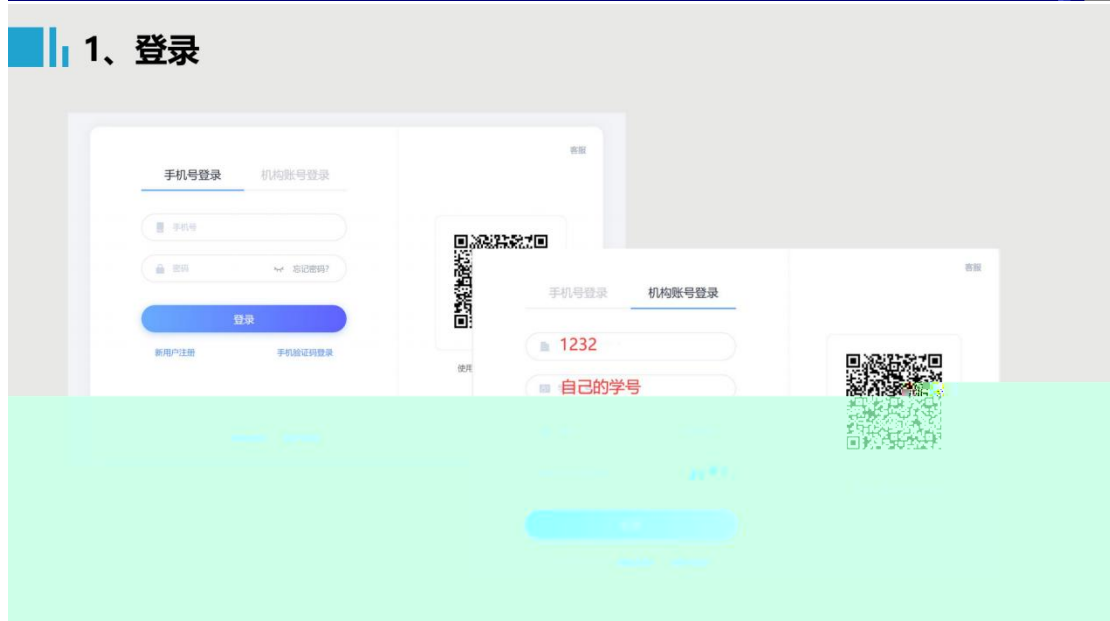 1、登录
客服
手机号登录 机构账号登录
手机号
密码 忘记密码?
登录
新用户注册 手机验证码登录
使用
客服
手机号登录 机构账号登录
1232
自己的学号